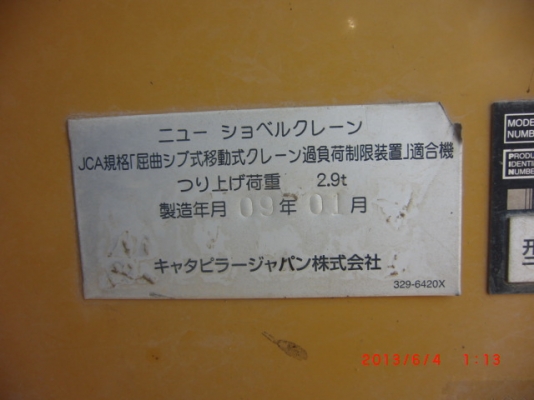 ニュー ショベルクレーン
JCA規格「屈曲ジブ式移動式クレーン過負荷制限装置」適合機
つり上げ荷重 2.9t
製造年月 09年 01月
キャタピラージャパン株式会社
329-6420X
MODE
NUMB
PRODU
IDENTI
NUMBE
2013/6/4 1:13